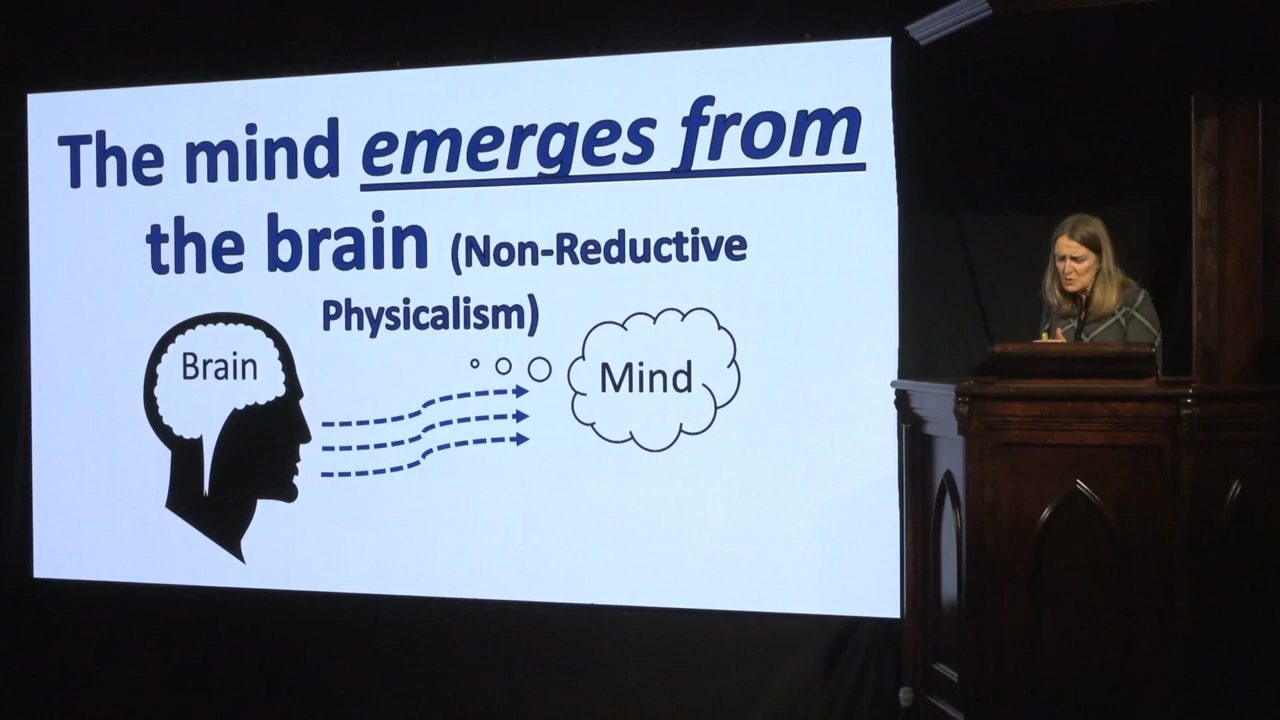 The mind emerges from
the brain (Non-Reductive
Physicalism)
Brain
Mind